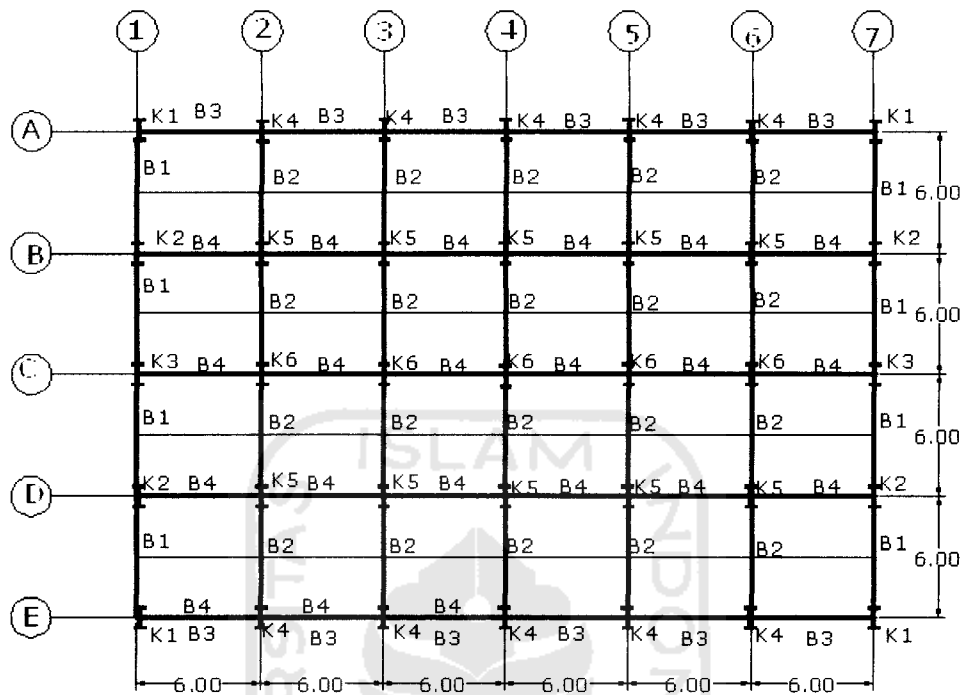 1 2 3 4 5 6 7
A K1 B3 K4 B3 K4 B3 K4 B3 K4 B3 K4 B3 K1
B1 B2 B2 B2 B2 B2 B1 6.00
B K2 B4 K5 B4 K5 B4 K5 B4 K5 B4 K5 B4 K2
B1 B2 B2 B2 B2 B2 B1 6.00
C K3 B4 K6 B4 K6 B4 K6 B4 K6 B4 K6 B4 K3
B1 B2 B2 B2 B2 B2 B1 6.00
ISLAM
D K2 B4 K5 B4 K5 B4 K5 B4 K5 B4 K5 B4 K2
B1 B2 B2 B2 B2 B2 B1 6.00
E B4 B4 B4
K1 B3 K4 B3 K4 B3 K4 B3 K4 B3 K4 B3 K1
6.00 6.00 6.00 6.00 6.00 6.00